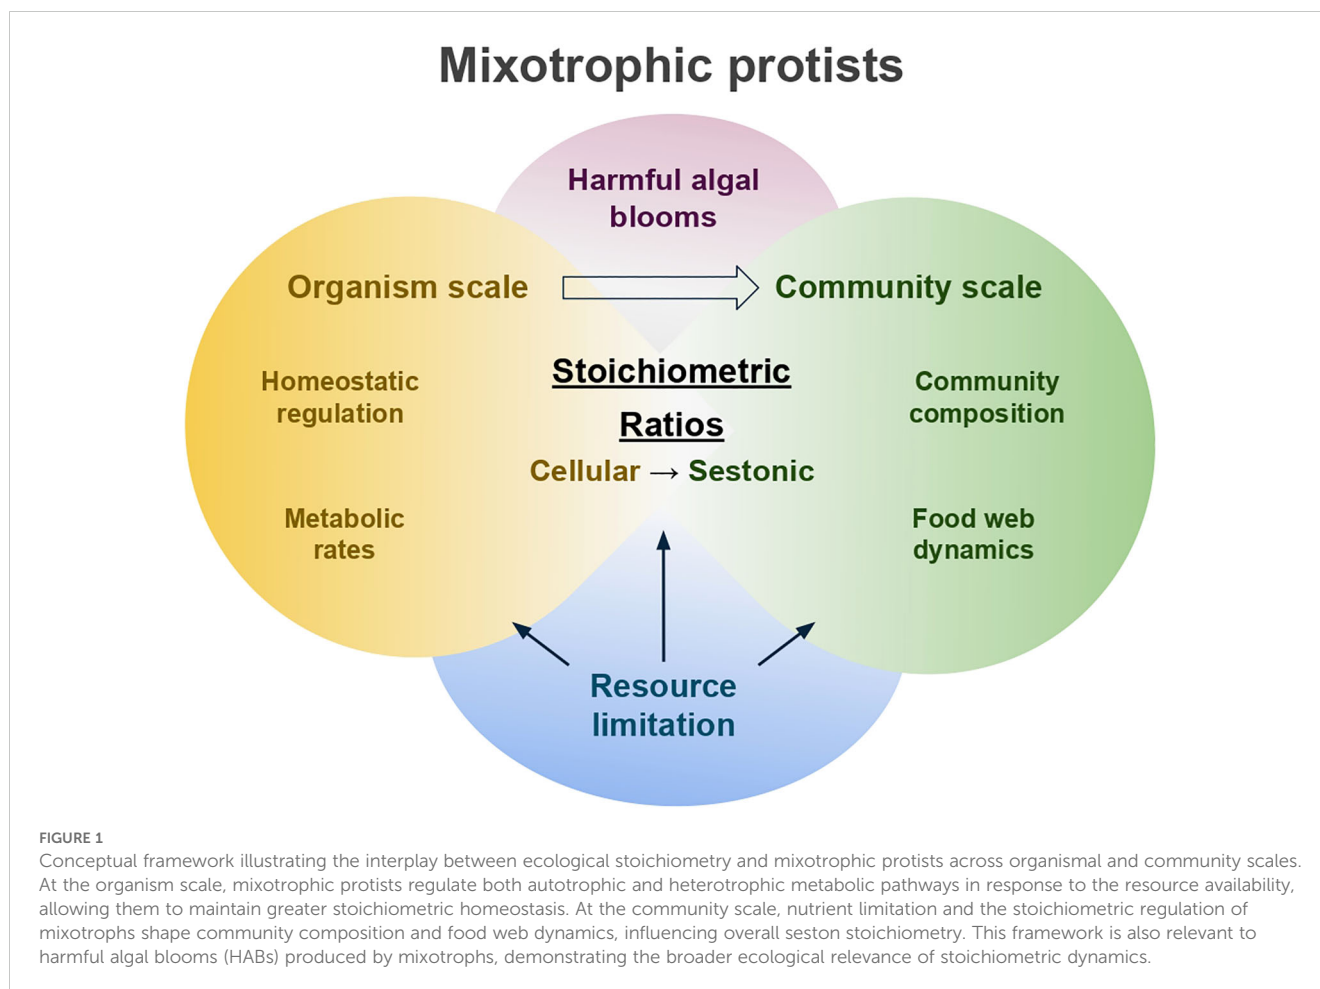 Mixotrophic protists
Harmful algal
blooms
Organism scale
Community scale
Stoichiometric
Ratios
Cellular → Sestonic
Homeostatic
regulation
Community
composition
Metabolic
rates
Food web
dynamics
Resource
limitation
FIGURE 1
Conceptual framework illustrating the interplay between ecological stoichiometry and mixotrophic protists across organismal and community scales.
At the organism scale, mixotrophic protists regulate both autotrophic and heterotrophic metabolic pathways in response to the resource availability,
allowing them to maintain greater stoichiometric homeostasis. At the community scale, nutrient limitation and the stoichiometric regulation of
mixotrophs shape community composition and food web dynamics, influencing overall seston stoichiometry. This framework is also relevant to
harmful algal blooms (HABs) produced by mixotrophs, demonstrating the broader ecological relevance of stoichiometric dynamics.